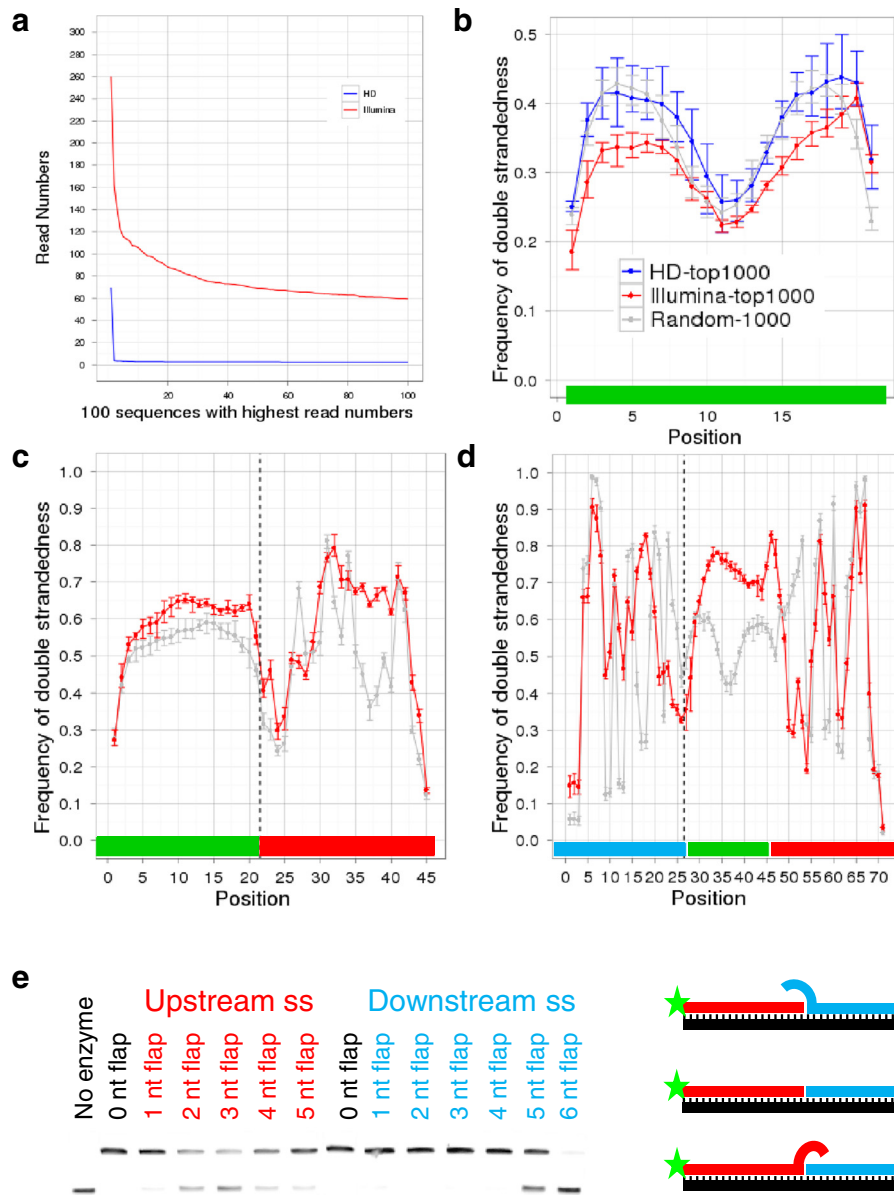 a
Read Numbers
300
280
260
240
220
200
180
160
140
120
100
80
60
40
20
0
HD
Illumina
20
40
60
80
100
100 sequences with highest read numbers
b
Frequency of double strandedness
0.5
0.4
0.3
0.2
0.1
0.0
HD-top1000
Illumina-top1000
Random-1000
0
5
10
15
Position
c
Frequency of double strandedness
1.0
0.9
0.8
0.7
0.6
0.5
0.4
0.3
0.2
0.1
0.0
0
5
10
15
20
25
30
35
40
45
Position
d
Frequency of double strandedness
1.0
0.9
0.8
0.7
0.6
0.5
0.4
0.3
0.2
0.1
0.0
0
5
10
15
20
25
30
35
40
45
50
55
60
65
70
Position
e
Upstream ss
Downstream ss
No enzyme
0 nt flap
1 nt flap
2 nt flap
3 nt flap
4 nt flap
5 nt flap
0 nt flap
1 nt flap
2 nt flap
3 nt flap
4 nt flap
5 nt flap
6 nt flap